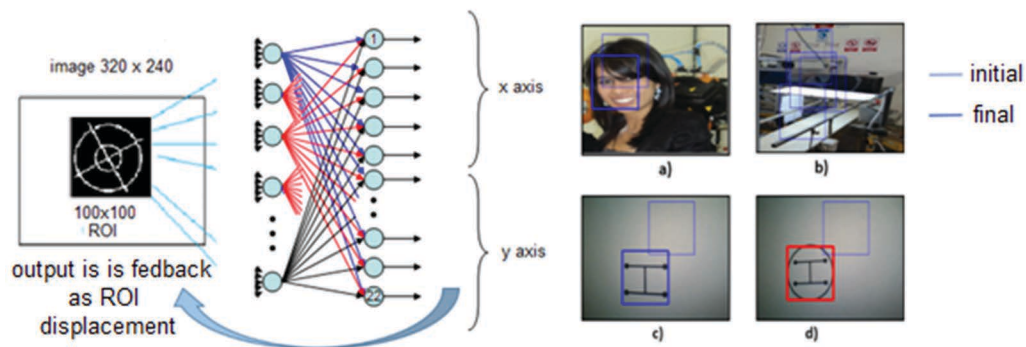 image 320 x 240
100x100
ROI
output is is fedback
as ROI
displacement
1
22
x axis
y axis
a)
b)
c)
d)
initial
final